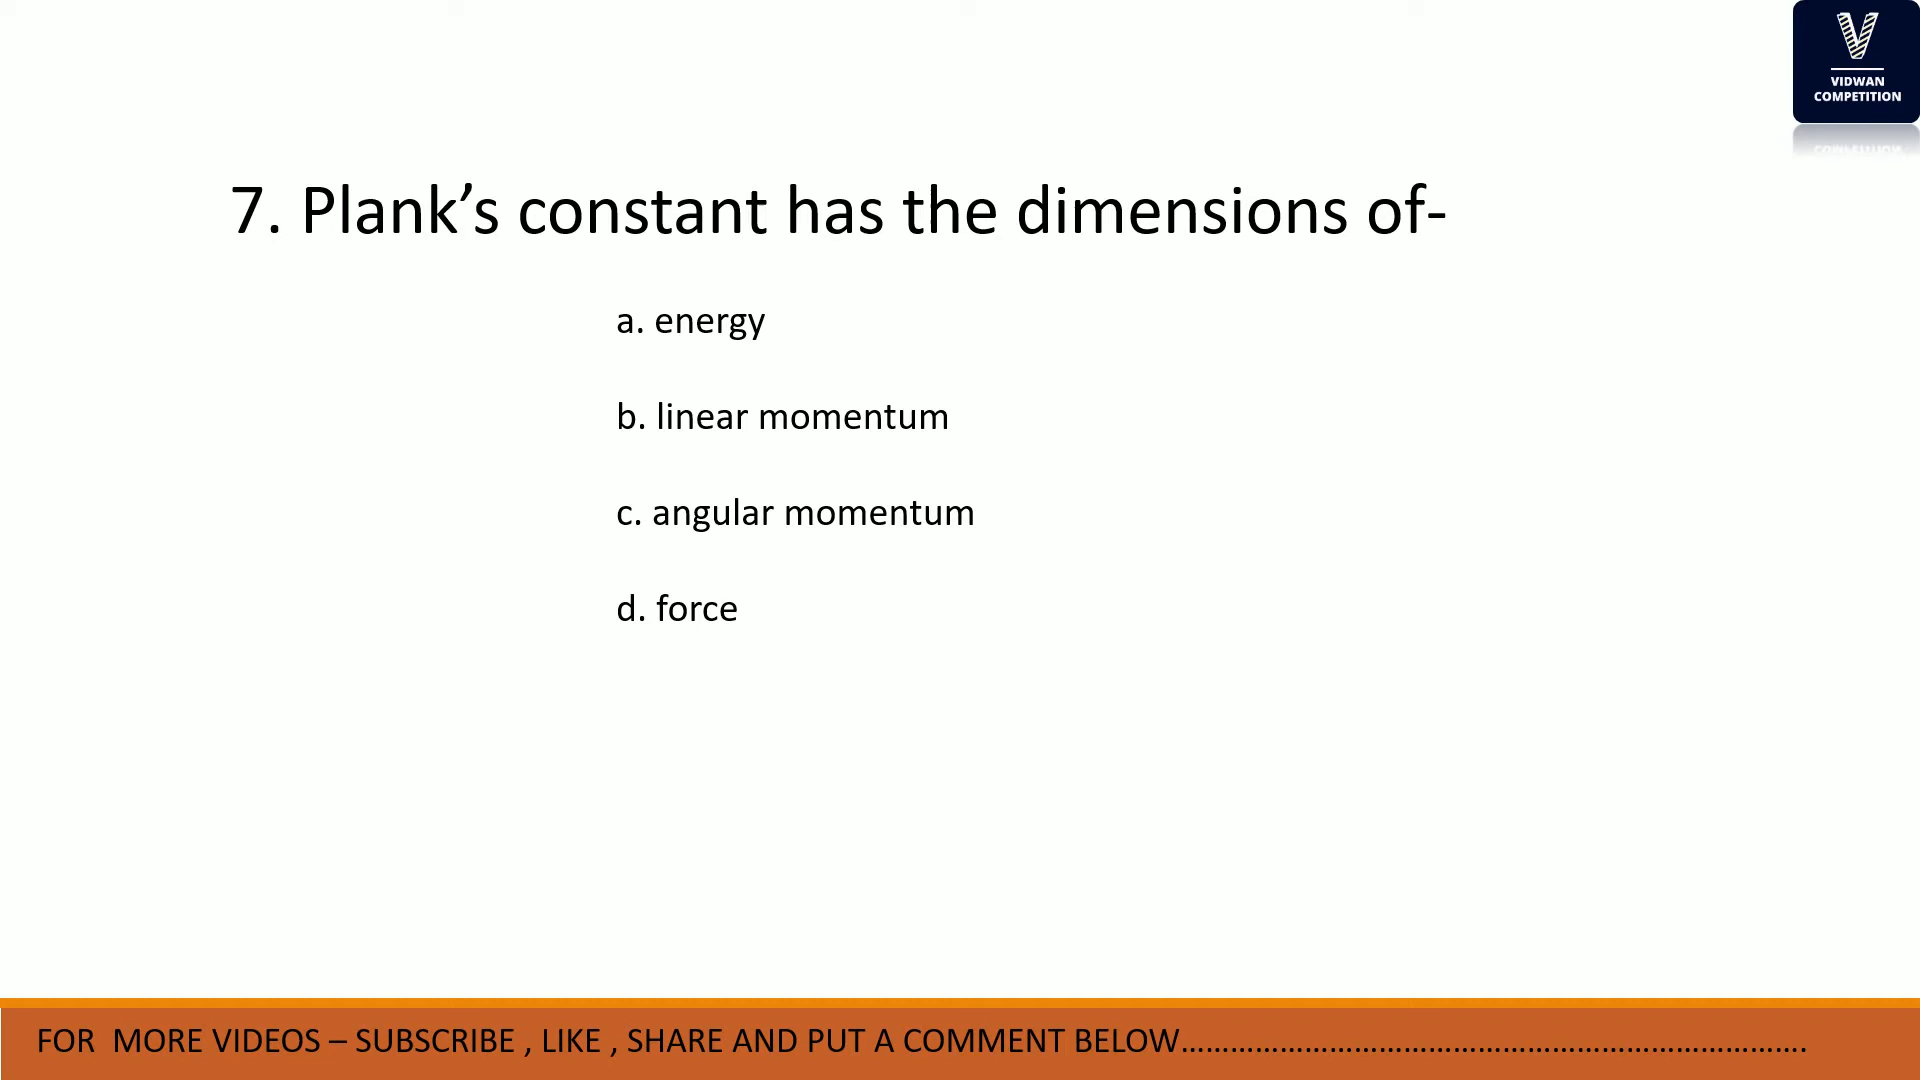 V
VIDWAN
COMPETITION
7. Plank’s constant has the dimensions of-
a. energy
b. linear momentum
c. angular momentum
d. force
FOR  MORE VIDEOS – SUBSCRIBE , LIKE , SHARE AND PUT A COMMENT BELOW………………………………………………………………….